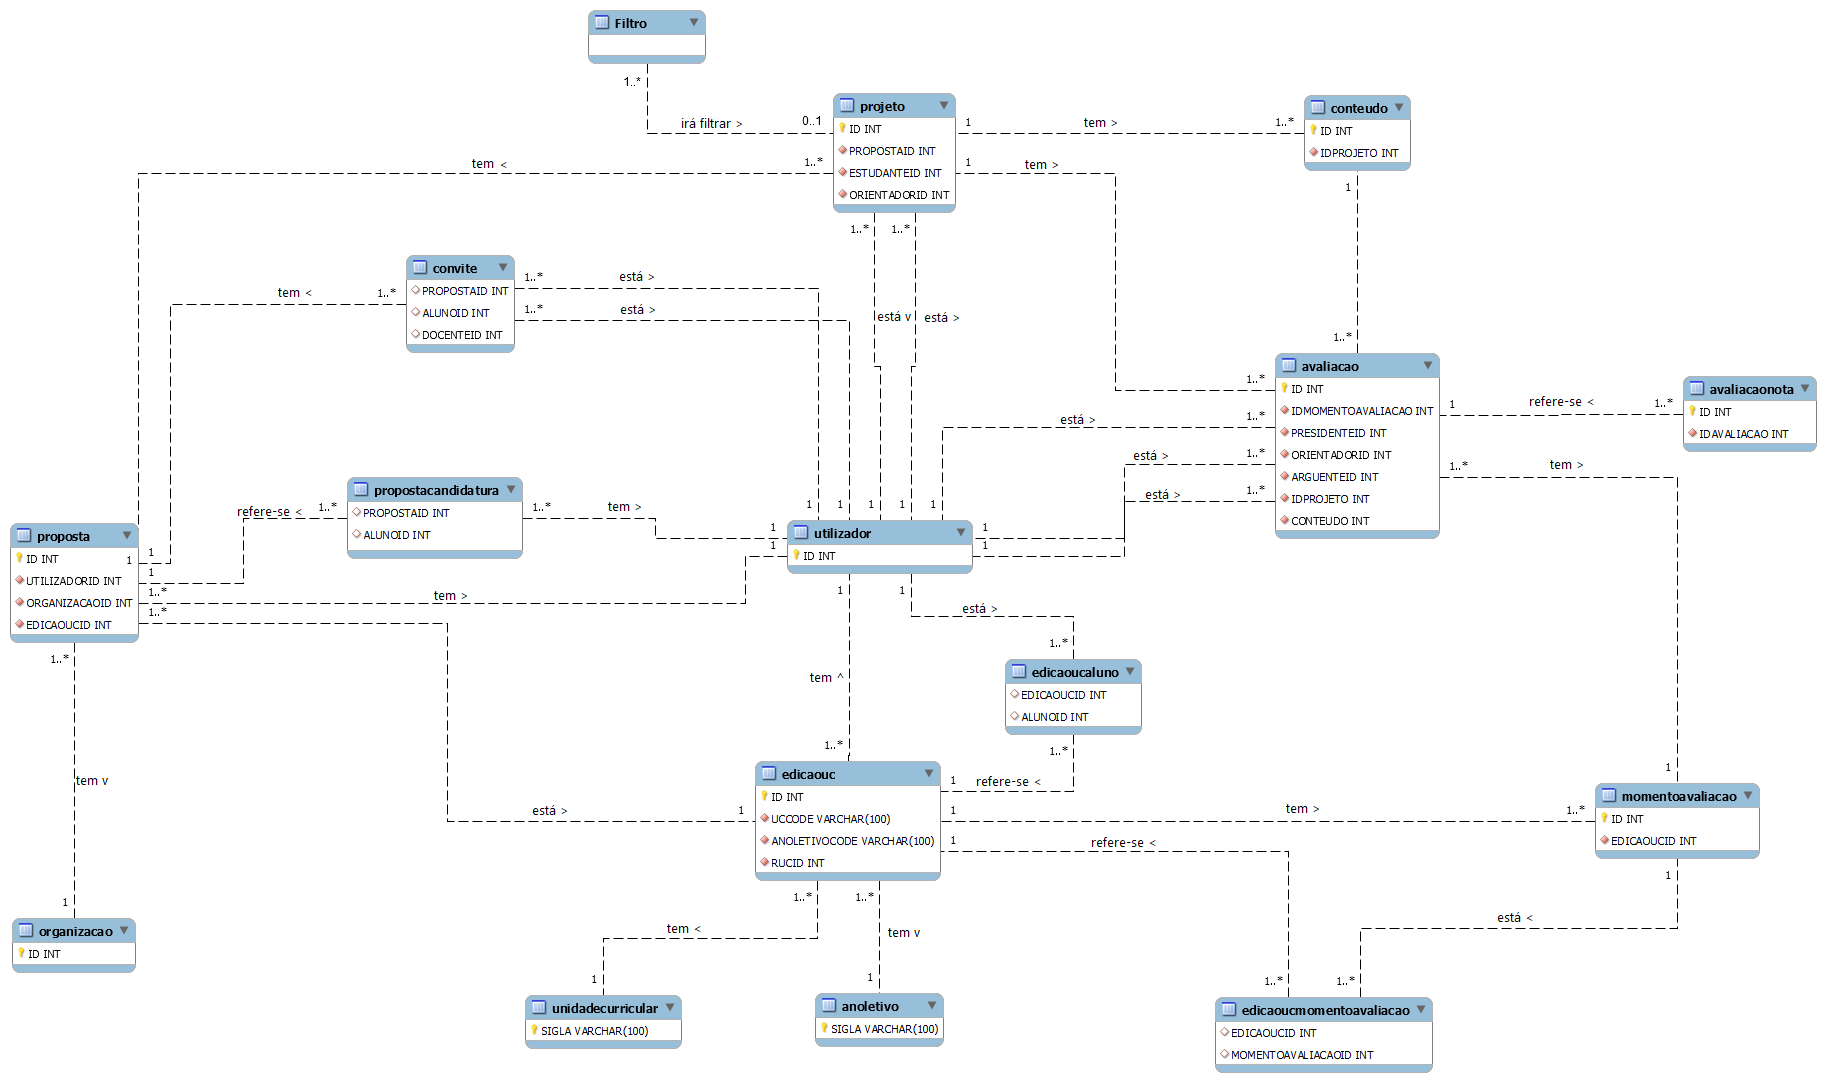 Filtro
1..*
irá filtrar >
0..1
projeto
ID INT
PROPOSTAID INT
ESTUDANTEID INT
ORIENTADORID INT
1
tem >
1..*
conteudo
ID INT
IDPROJETO INT
tem <
1..*
1
tem >
1
1..*
1..*
1..*
convite
PROPOSTAID INT
ALUNOID INT
DOCENTEID INT
tem <
1..*
1..*
está >
1..*
está >
está v
está >
1..*
avaliacao
ID INT
IDMOMENTOAVALIACAO INT
PRESIDENTEID INT
ORIENTADORID INT
ARGUENTEID INT
IDPROJETO INT
CONTEUDO INT
1
refere-se <
1..*
avaliacaonota
ID INT
IDAVALIACAO INT
está >
1..*
está >
1..*
está >
1..*
1..*
tem >
propostacandidatura
PROPOSTAID INT
ALUNOID INT
refere-se <
1..*
1..*
tem >
1
1
1
1
1
1
1
utilizador
ID INT
1
1
1
1
proposta
ID INT
UTILIZADORID INT
ORGANIZACAOID INT
EDICAOUCID INT
1
1
1
1..*
1..*
tem >
1..*
está >
1..*
tem ^
1..*
edicaoucaluno
EDICAOUCID INT
ALUNOID INT
1..*
tem v
está >
1
edicaouc
ID INT
UCCODE VARCHAR(100)
ANOLETIVOCODE VARCHAR(100)
RUCID INT
1
refere-se <
1
tem >
1..*
1
refere-se <
1
momentoavaliacao
ID INT
EDICAOUCID INT
1
está <
1
organizacao
ID INT
1..*
tem <
1
1..*
tem v
1
unidadecurricular
SIGLA VARCHAR(100)
anoletivo
SIGLA VARCHAR(100)
1..*
1..*
edicaoucmomentoavaliacao
EDICAOUCID INT
MOMENTOAVALIACAOID INT